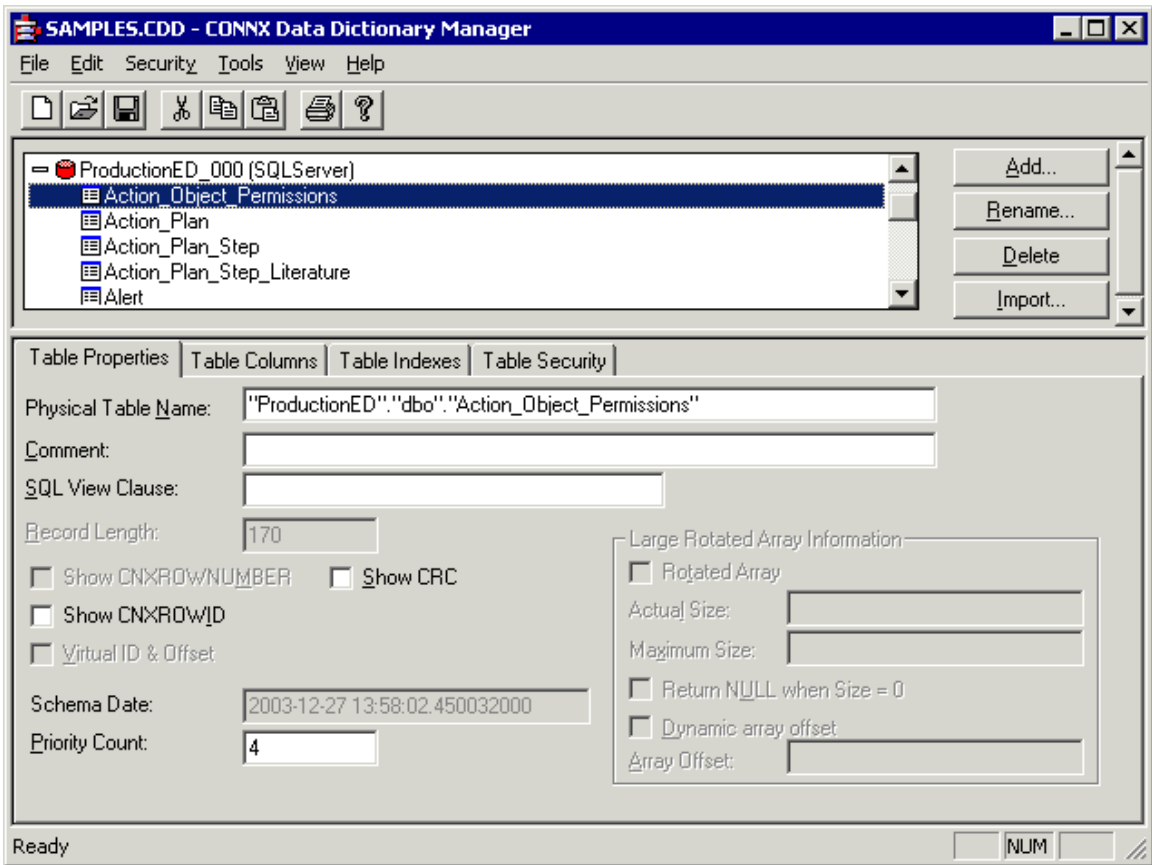 SAMPLES.CDD - CONNX Data Dictionary Manager
File Edit Security Tools View Help
ProductionED_000 (SQLServer)
Action_Object_Permissions
Action_Plan
Action_Plan_Step
Action_Plan_Step_Literature
Alert
Add...
Rename...
Delete
Import...
Table Properties Table Columns Table Indexes Table Security
Physical Table Name: "ProductionED"."dbo"."Action_Object_Permissions"
Comment:
SQL View Clause:
Record Length: 170
Show CNXROWNUMBER Show CRC
Show CNXROWID
Virtual ID & Offset
Schema Date: 2003-12-27 13:58:02.450032000
Priority Count: 4
Large Rotated Array Information
Rotated Array
Actual Size:
Maximum Size:
Return NULL when Size = 0
Dynamic array offset
Array Offset:
Ready NUM